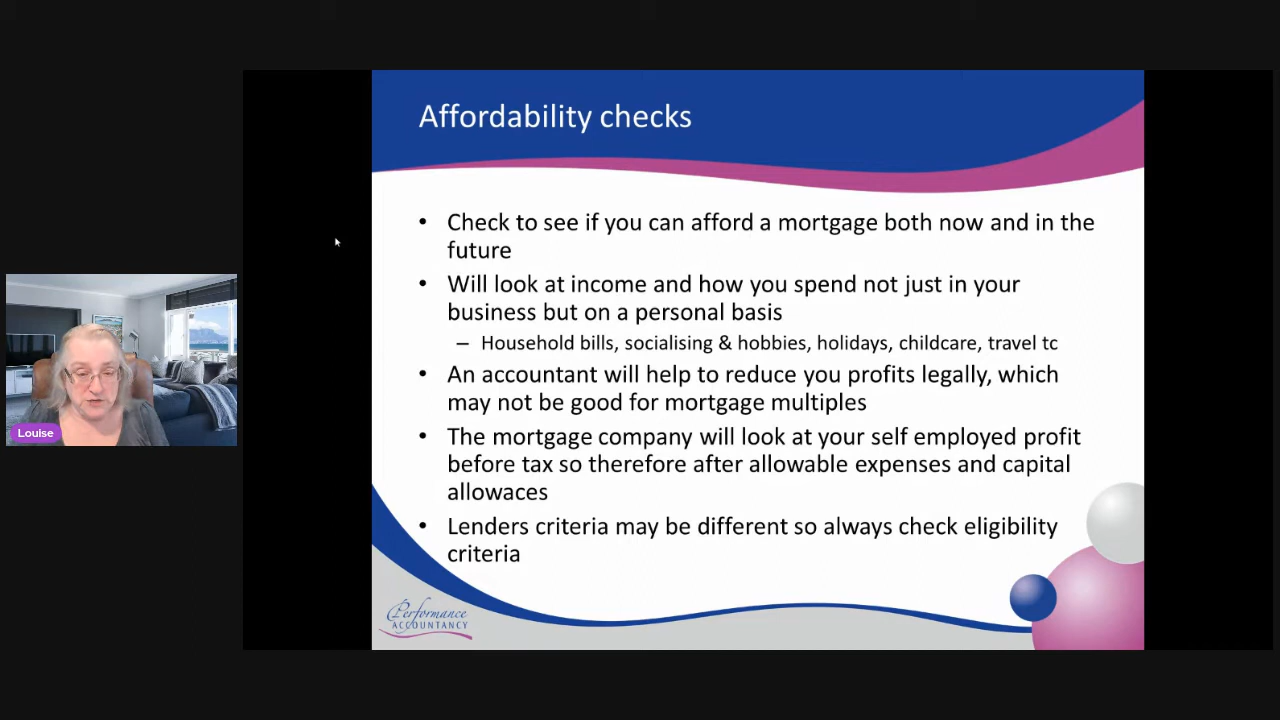 Affordability checks
• Check to see if you can afford a mortgage both now and in the
future
• Will look at income and how you spend not just in your
business but on a personal basis
– Household bills, socialising & hobbies, holidays, childcare, travel tc
• An accountant will help to reduce you profits legally, which
may not be good for mortgage multiples
• The mortgage company will look at your self employed profit
before tax so therefore after allowable expenses and capital
allowaces
• Lenders criteria may be different so always check eligibility
criteria
Louise
Performance
ACCOUNTANCY